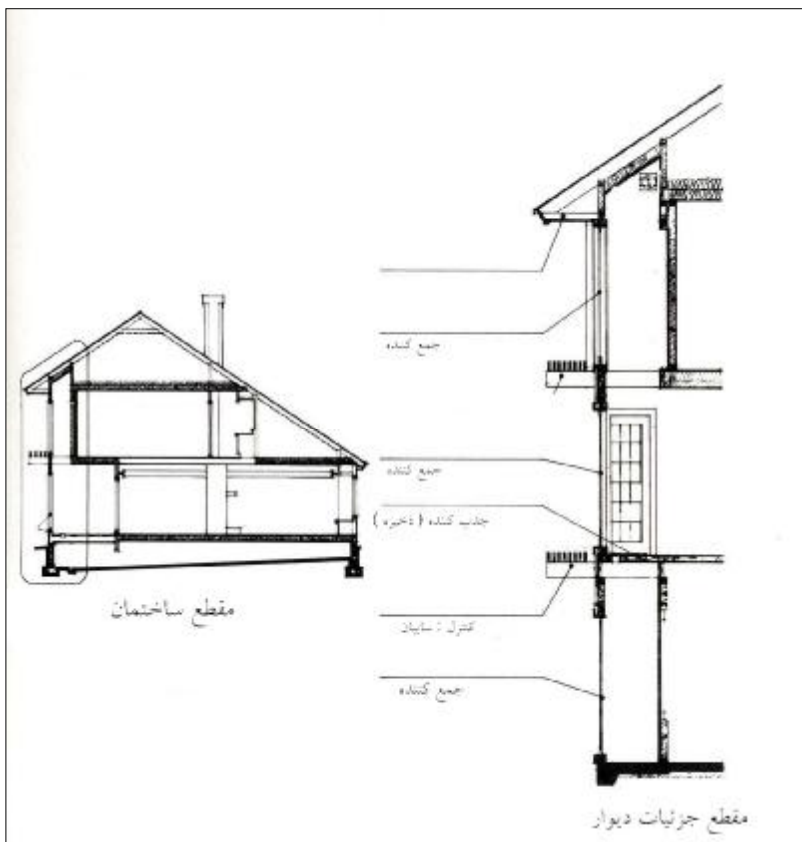 جمع کننده
جمع کننده
جذب کننده ( ذخیره )
کنترل : سایبان
جمع کننده
مقطع ساختمان
مقطع جزئیات دیوار